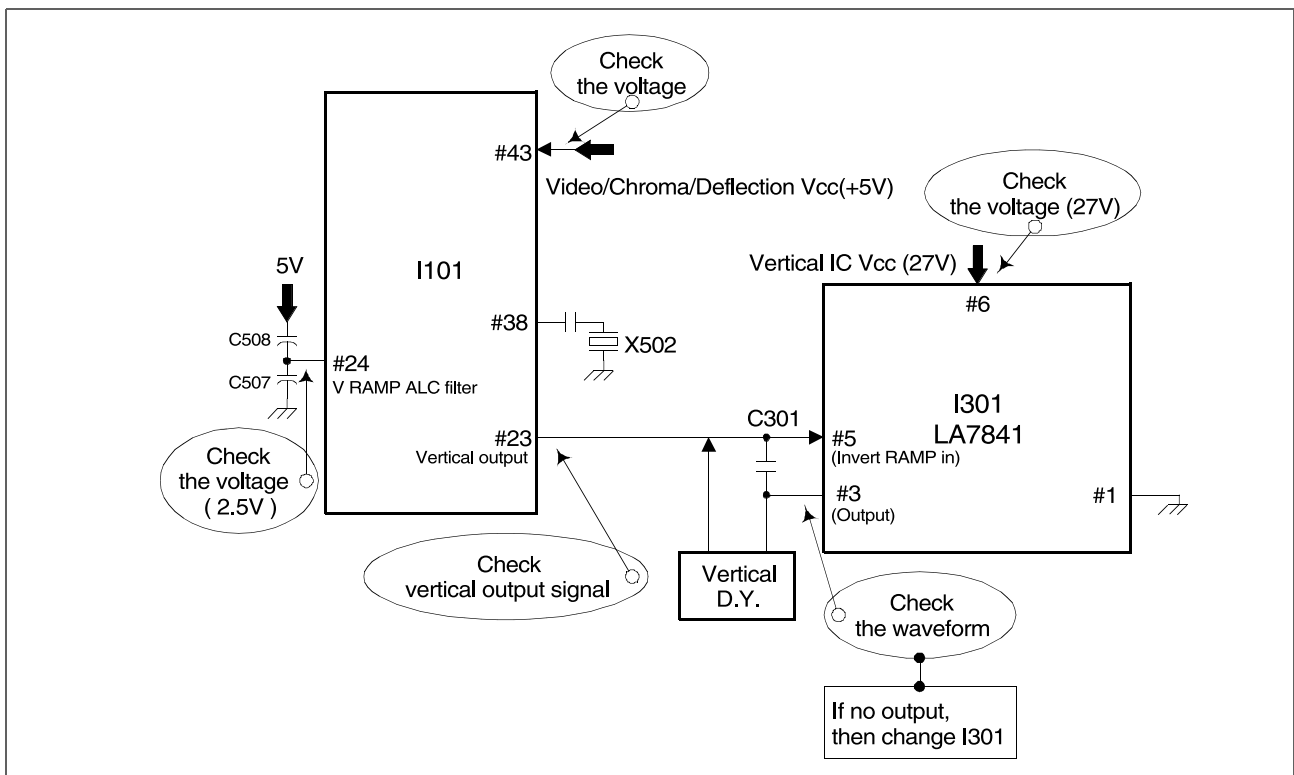 Check
the voltage
#43
Video/Chroma/Deflection Vcc(+5V)
Check
the voltage (27V)
5V
I101
Vertical IC Vcc (27V)
#6
C508
#38
X502
#24
C507
V RAMP ALC filter
I301
LA7841
C301
#23
Vertical output
#5
(Invert RAMP in)
Check
the voltage
( 2.5V )
#3
(Output)
#1
Check
vertical output signal
Vertical
D.Y.
Check
the waveform
If no output,
then change I301